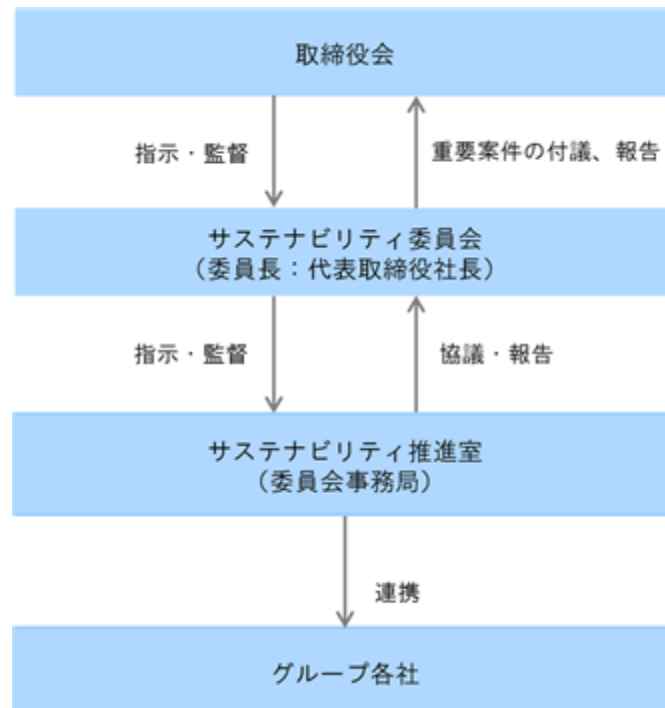 取締役会
指示・監督
重要案件の付議、報告
サステナビリティ委員会
（委員長：代表取締役社長）
指示・監督
協議・報告
サステナビリティ推進室
（委員会事務局）
連携
グループ各社